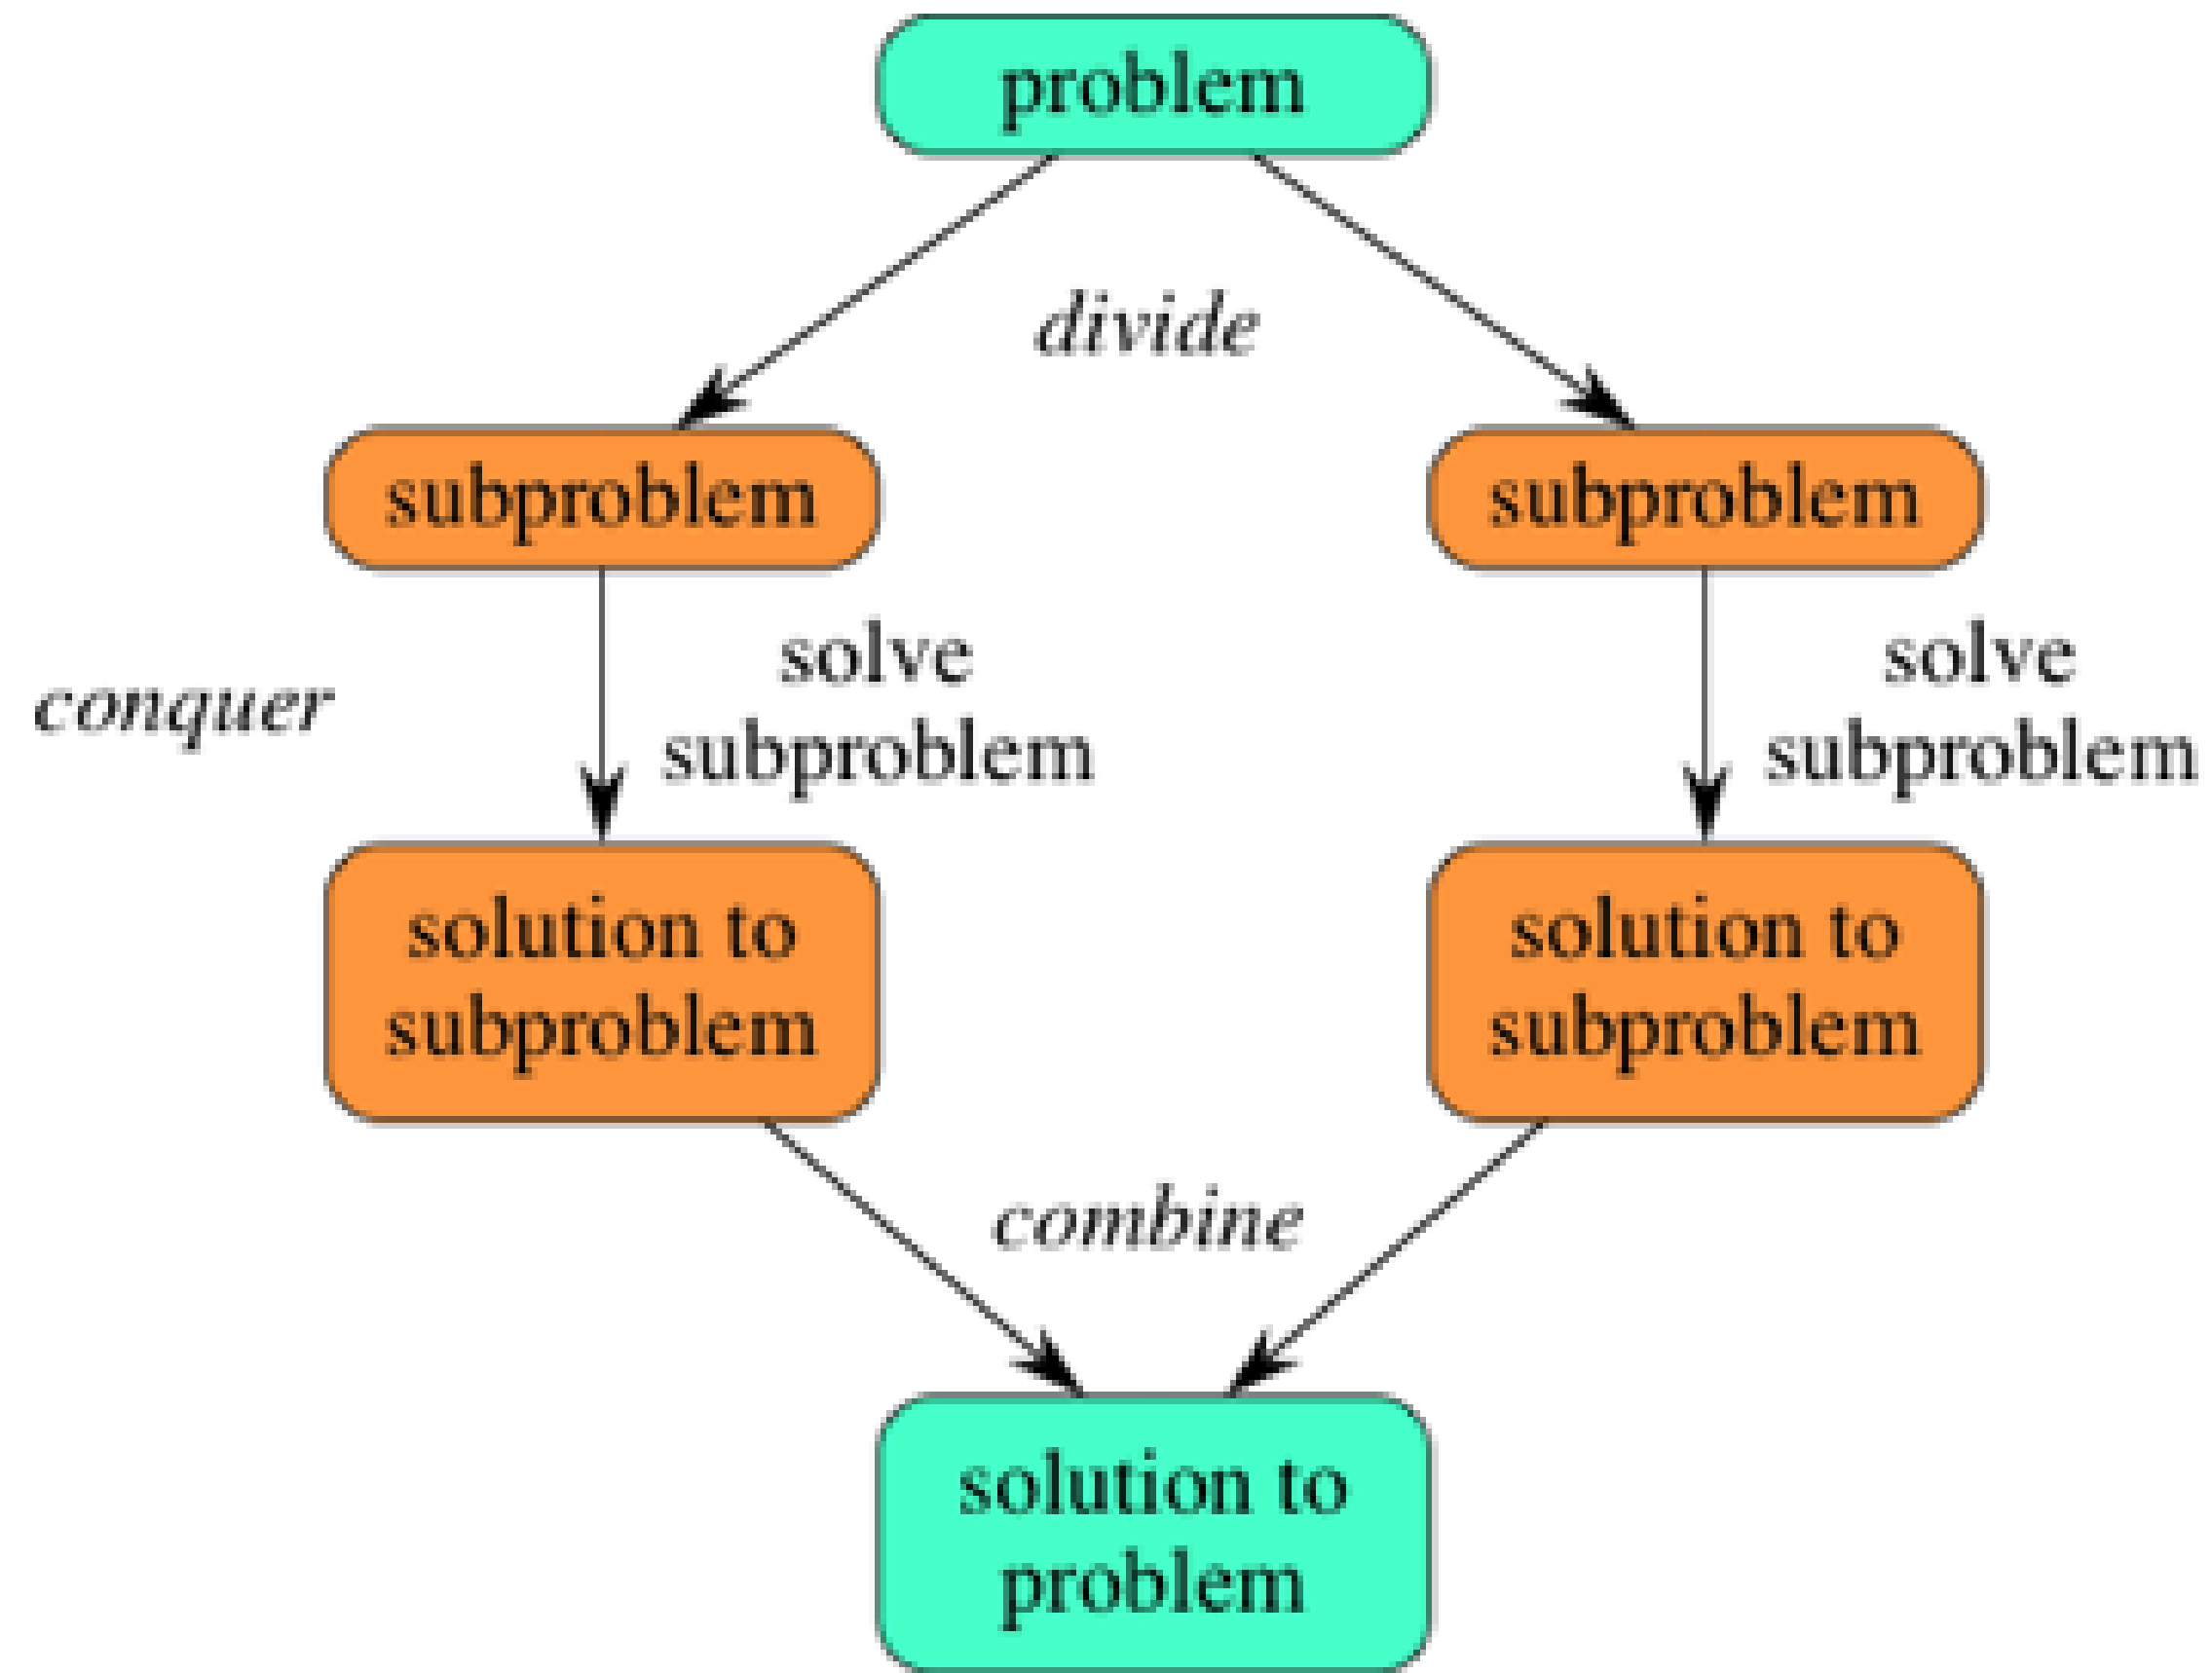 problem
divide
subproblem
subproblem
conquer
solve
subproblem
solve
subproblem
solution to
subproblem
solution to
subproblem
combine
solution to
problem